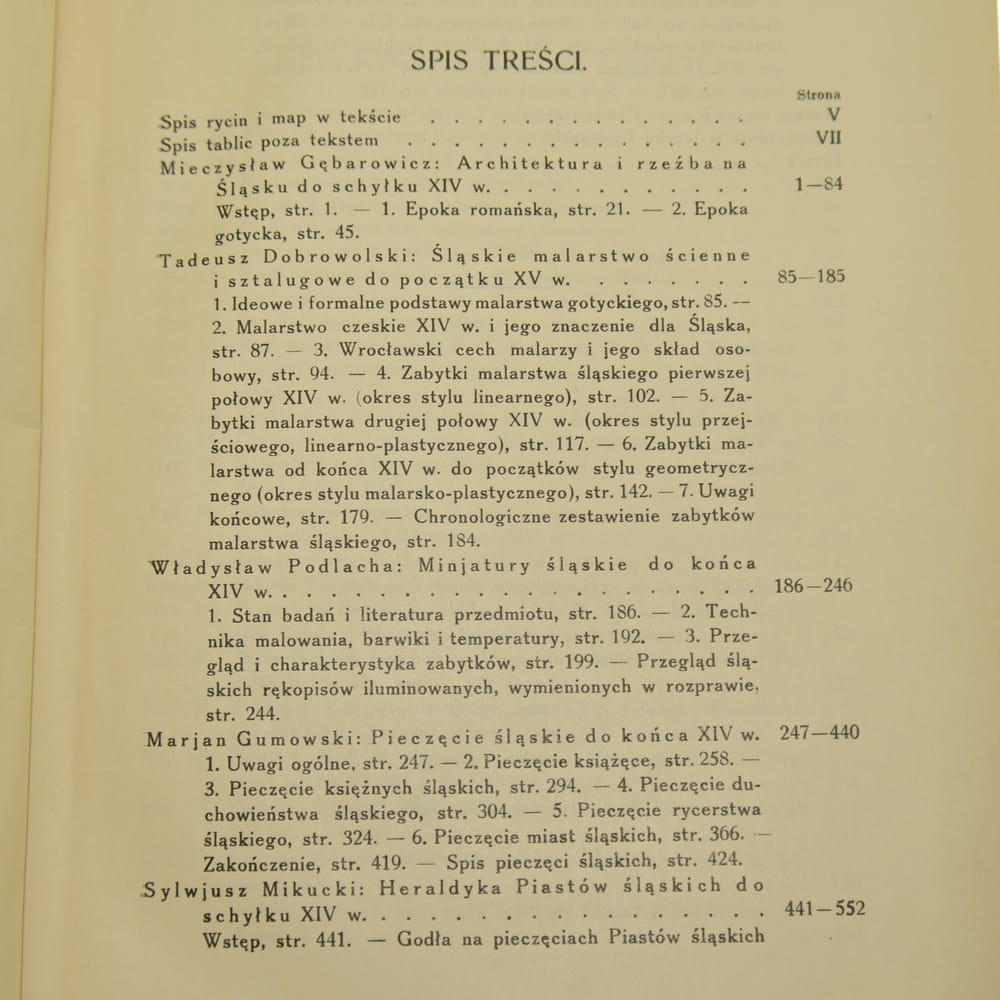 SPIS TREŚCI.
Strona
Spis rycin i map w tekście . . . . . . . . . . . . . . V
Spis tablic poza tekstem . . . . . . . . . . . . . . . VII
Mieczysław Gębarowicz: Architektura i rzeźba na
Śląsku do schyłku XIV w. . . . . . . . . . . . 1—84
Wstęp, str. 1. — 1. Epoka romańska, str. 21. — 2. Epoka
gotycka, str. 45.
Tadeusz Dobrowolski: Śląskie malarstwo ścienne
i sztalugowe do początku XV w. . . . . . . . 85—185
1. Ideowe i formalne podstawy malarstwa gotyckiego, str. 85. —
2. Malarstwo czeskie XIV w. i jego znaczenie dla Śląska,
str. 87. — 3. Wrocławski cech malarzy i jego skład oso-
bowy, str. 94. — 4. Zabytki malarstwa śląskiego pierwszej
połowy XIV w. (okres stylu linearnego), str. 102. — 5. Za-
bytki malarstwa drugiej połowy XIV w. (okres stylu przej-
ściowego, linearno-plastycznego), str. 117. — 6. Zabytki ma-
larstwa od końca XIV w. do początków stylu geometrycz-
nego (okres stylu malarsko-plastycznego), str. 142. — 7. Uwagi
końcowe, str. 179. — Chronologiczne zestawienie zabytków
malarstwa śląskiego, str. 184.
Władysław Podlacha: Minjatury śląskie do końca
XIV w. . . . . . . . . . . . . . . . . . . . . 186—246
1. Stan badań i literatura przedmiotu, str. 186. — 2. Tech-
nika malowania, barwiki i temperatury, str. 192. — 3. Prze-
gląd i charakterystyka zabytków, str. 199. — Przegląd ślą-
skich rękopisów iluminowanych, wymienionych w rozprawie,
str. 244.
Marjan Gumowski: Pieczęcie śląskie do końca XIV w. 247—440
1. Uwagi ogólne, str. 247. — 2. Pieczęcie książęce, str. 258. —
3. Pieczęcie księżnych śląskich, str. 294. — 4. Pieczęcie du-
chowieństwa śląskiego, str. 304. — 5. Pieczęcie rycerstwa
śląskiego, str. 324. — 6. Pieczęcie miast śląskich, str. 366. —
Zakończenie, str. 419. — Spis pieczęci śląskich, str. 424.
Sylwjusz Mikucki: Heraldyka Piastów śląskich do
schyłku XIV w. . . . . . . . . . . . . . . . . 441—552
Wstęp, str. 441. — Godła na pieczęciach Piastów śląskich